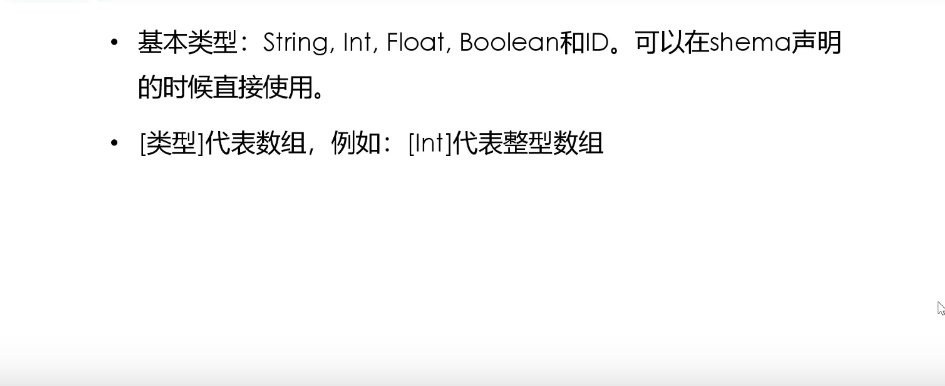 • 基本类型：String, Int, Float, Boolean和ID。可以在shema声明
的时候直接使用。
• [类型]代表数组，例如：[Int]代表整型数组